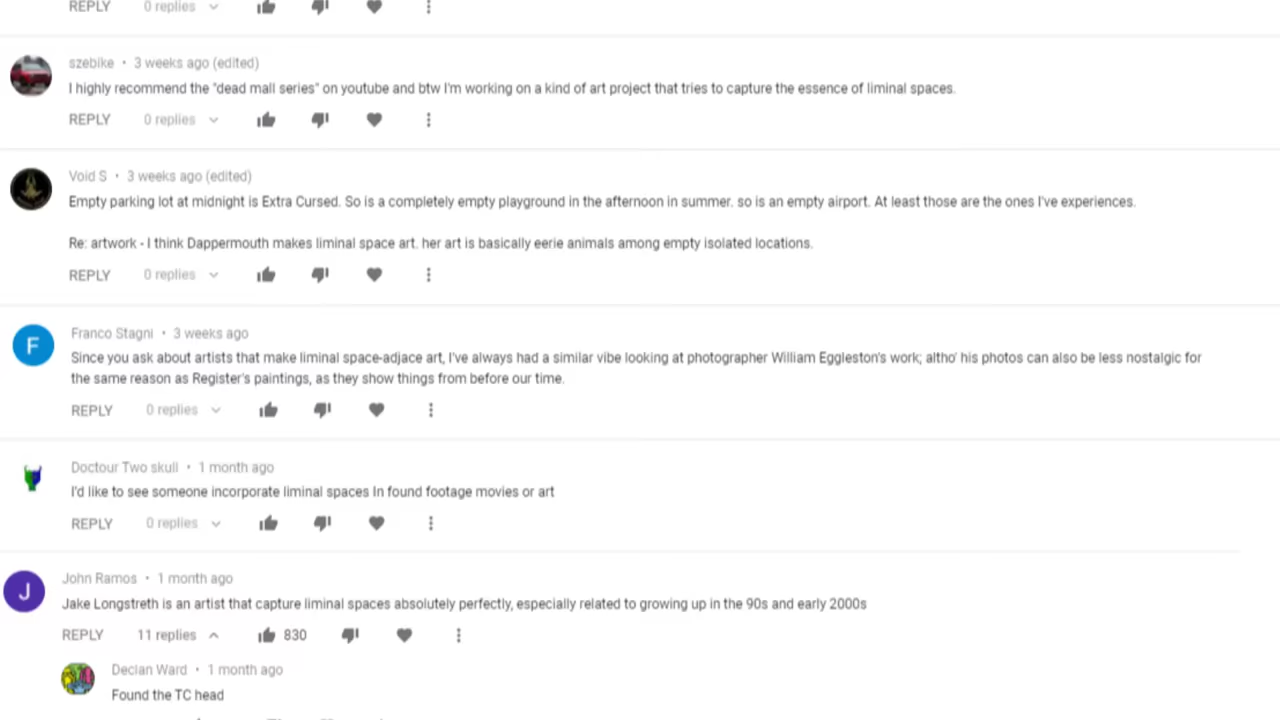 REPLY 0 replies
szebike • 3 weeks ago (edited)
I highly recommend the "dead mall series" on youtube and btw I'm working on a kind of art project that tries to capture the essence of liminal spaces.
REPLY 0 replies
Void S • 3 weeks ago (edited)
Empty parking lot at midnight is Extra Cursed. So is a completely empty playground in the afternoon in summer. so is an empty airport. At least those are the ones I've experiences.
Re: artwork - I think Dappermouth makes liminal space art. her art is basically eerie animals among empty isolated locations.
REPLY 0 replies
F
Franco Stagni • 3 weeks ago
Since you ask about artists that make liminal space-adjace art, I've always had a similar vibe looking at photographer William Eggleston's work; altho' his photos can also be less nostalgic for
the same reason as Register's paintings, as they show things from before our time.
REPLY 0 replies
Doctour Two skull • 1 month ago
I'd like to see someone incorporate liminal spaces In found footage movies or art
REPLY 0 replies
J
John Ramos • 1 month ago
Jake Longstreth is an artist that capture liminal spaces absolutely perfectly, especially related to growing up in the 90s and early 2000s
REPLY 11 replies 830
Declan Ward • 1 month ago
Found the TC head